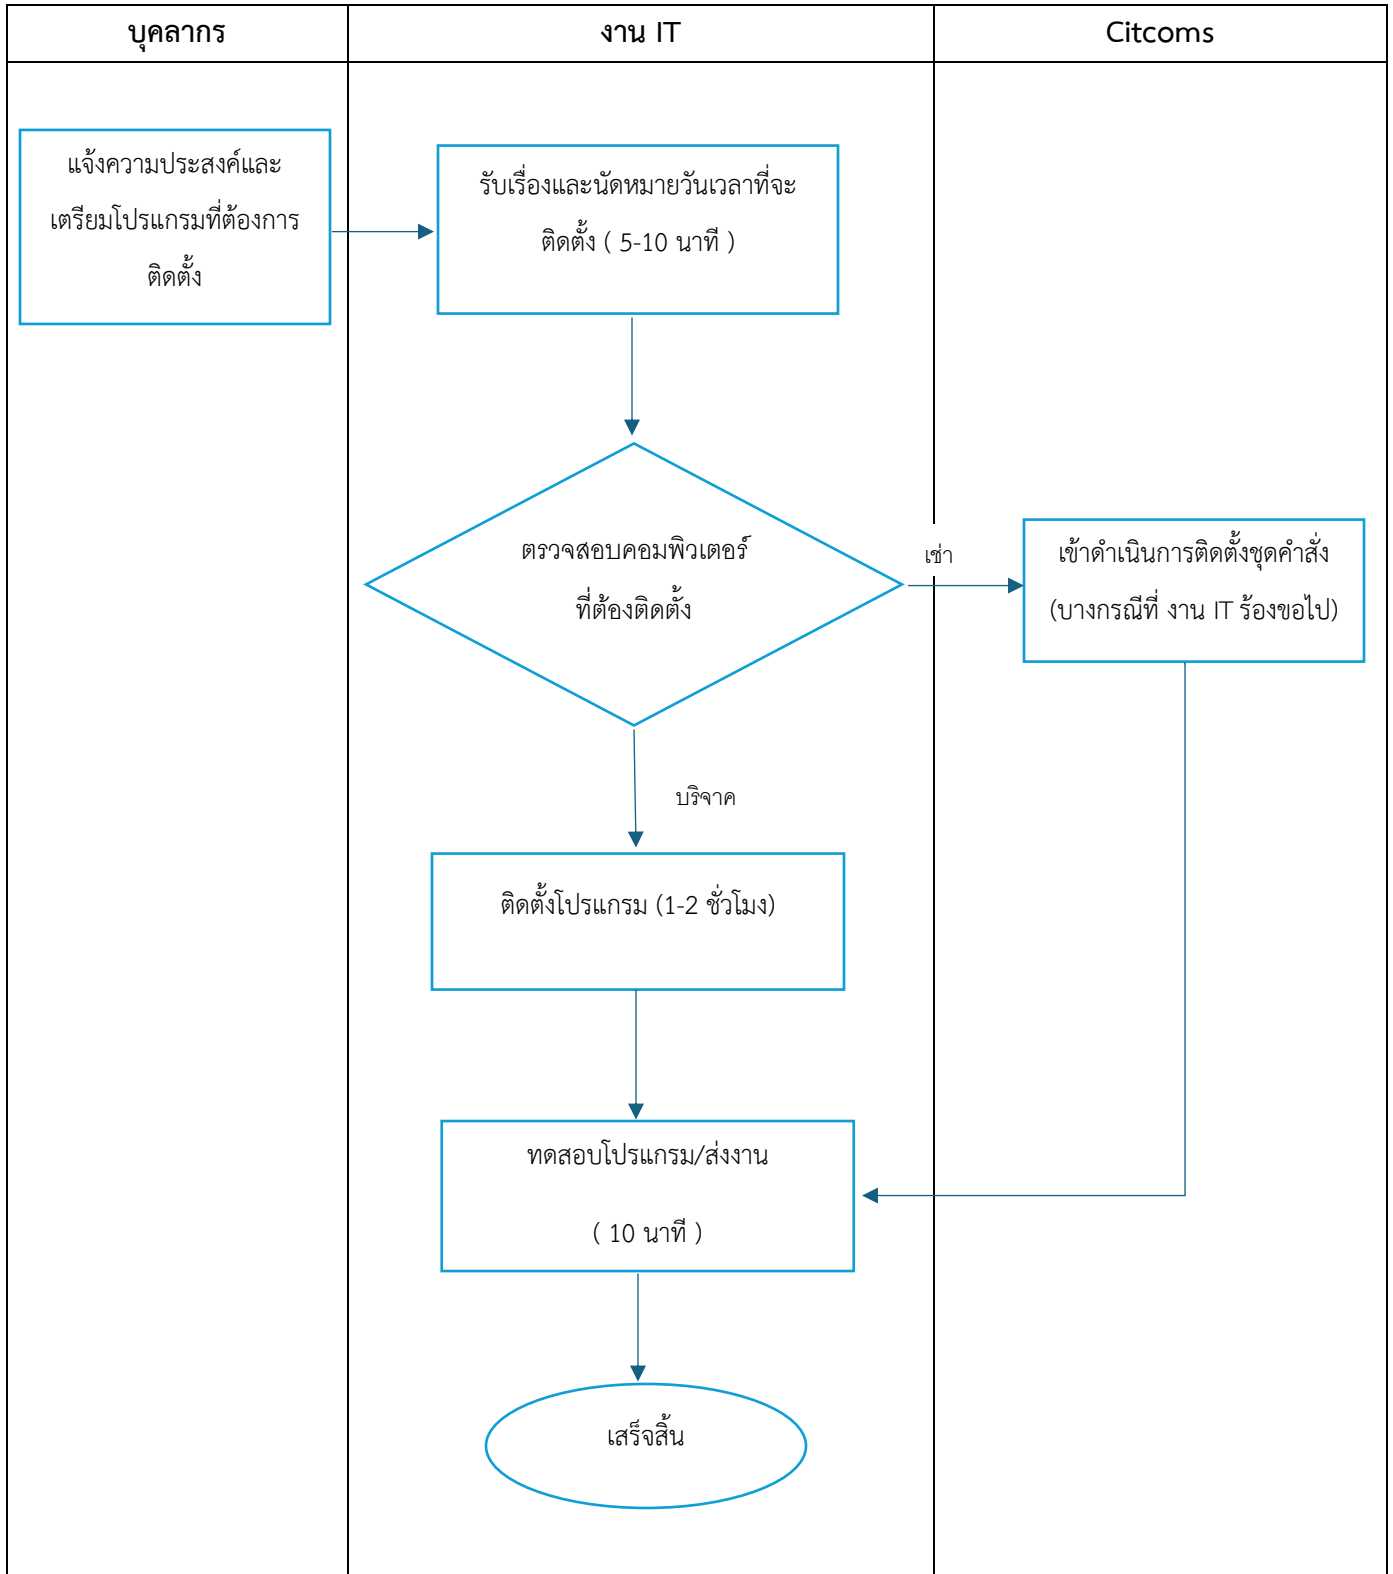 บุคลากร
งาน IT
Citcoms
แจ้งความประสงค์และ
เตรียมโปรแกรมที่ต้องการ
ติดตั้ง
รับเรื่องและนัดหมายวันเวลาที่จะ
ติดตั้ง ( 5-10 นาที )
ตรวจสอบคอมพิวเตอร์
ที่ต้องติดตั้ง
เช่า
เข้าดำเนินการติดตั้งชุดคำสั่ง
(บางกรณีที่ งาน IT ร้องขอไป)
บริจาค
ติดตั้งโปรแกรม (1-2 ชั่วโมง)
ทดสอบโปรแกรม/ส่งงาน
( 10 นาที )
เสร็จสิ้น